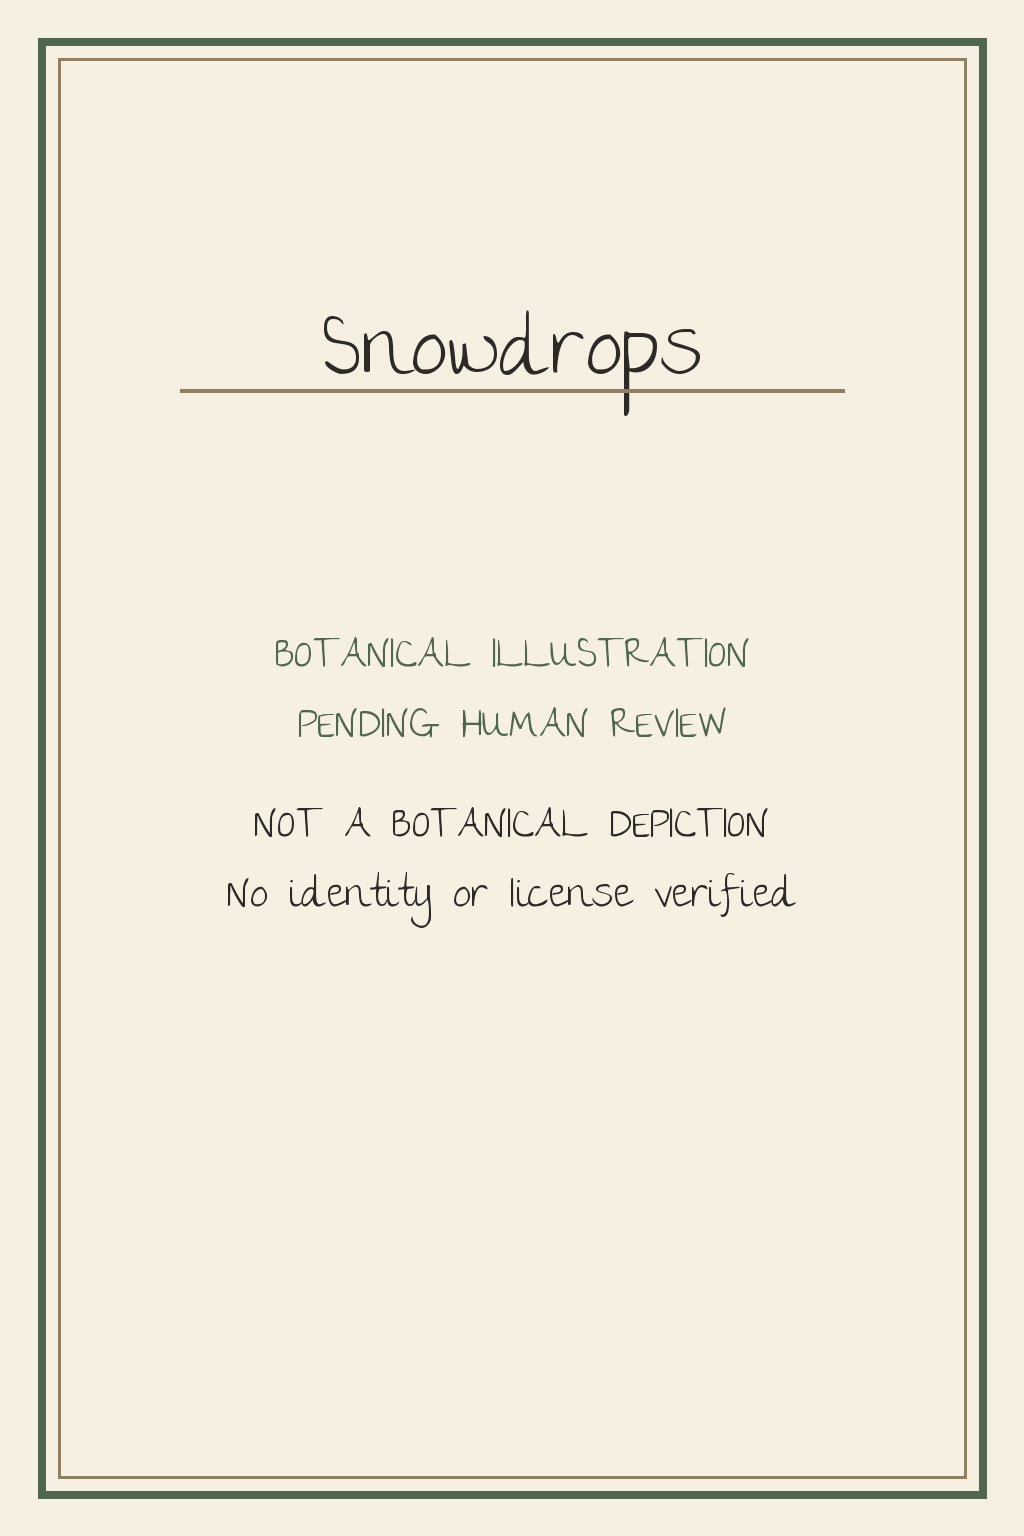 Snowdrops
BOTANICAL ILLUSTRATION
PENDING HUMAN REVIEW
NOT A BOTANICAL DEPICTION
No identity or license verified